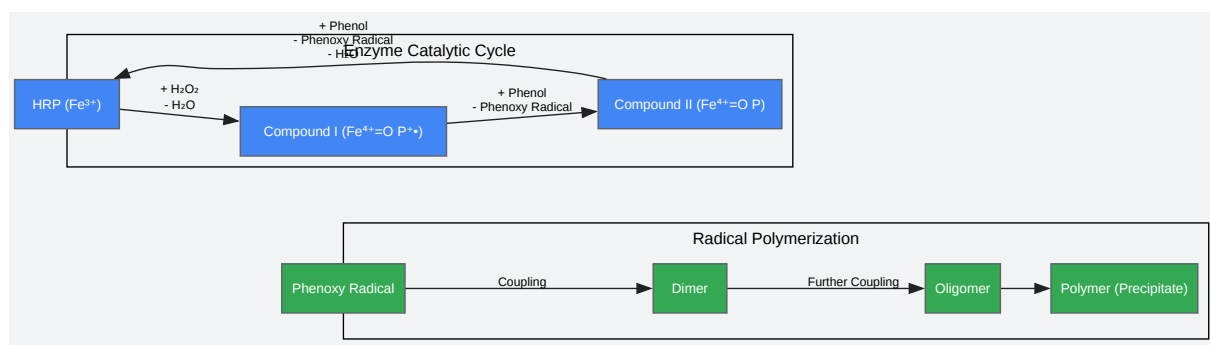 + Phenol
- Phenoxy Radical
- H₂O
Enzyme Catalytic Cycle
HRP (Fe³⁺)
+ H₂O₂
- H₂O
Compound I (Fe⁴⁺=O P⁺•)
+ Phenol
- Phenoxy Radical
Compound II (Fe⁴⁺=O P)
Radical Polymerization
Phenoxy Radical
Coupling
Dimer
Further Coupling
Oligomer
Polymer (Precipitate)